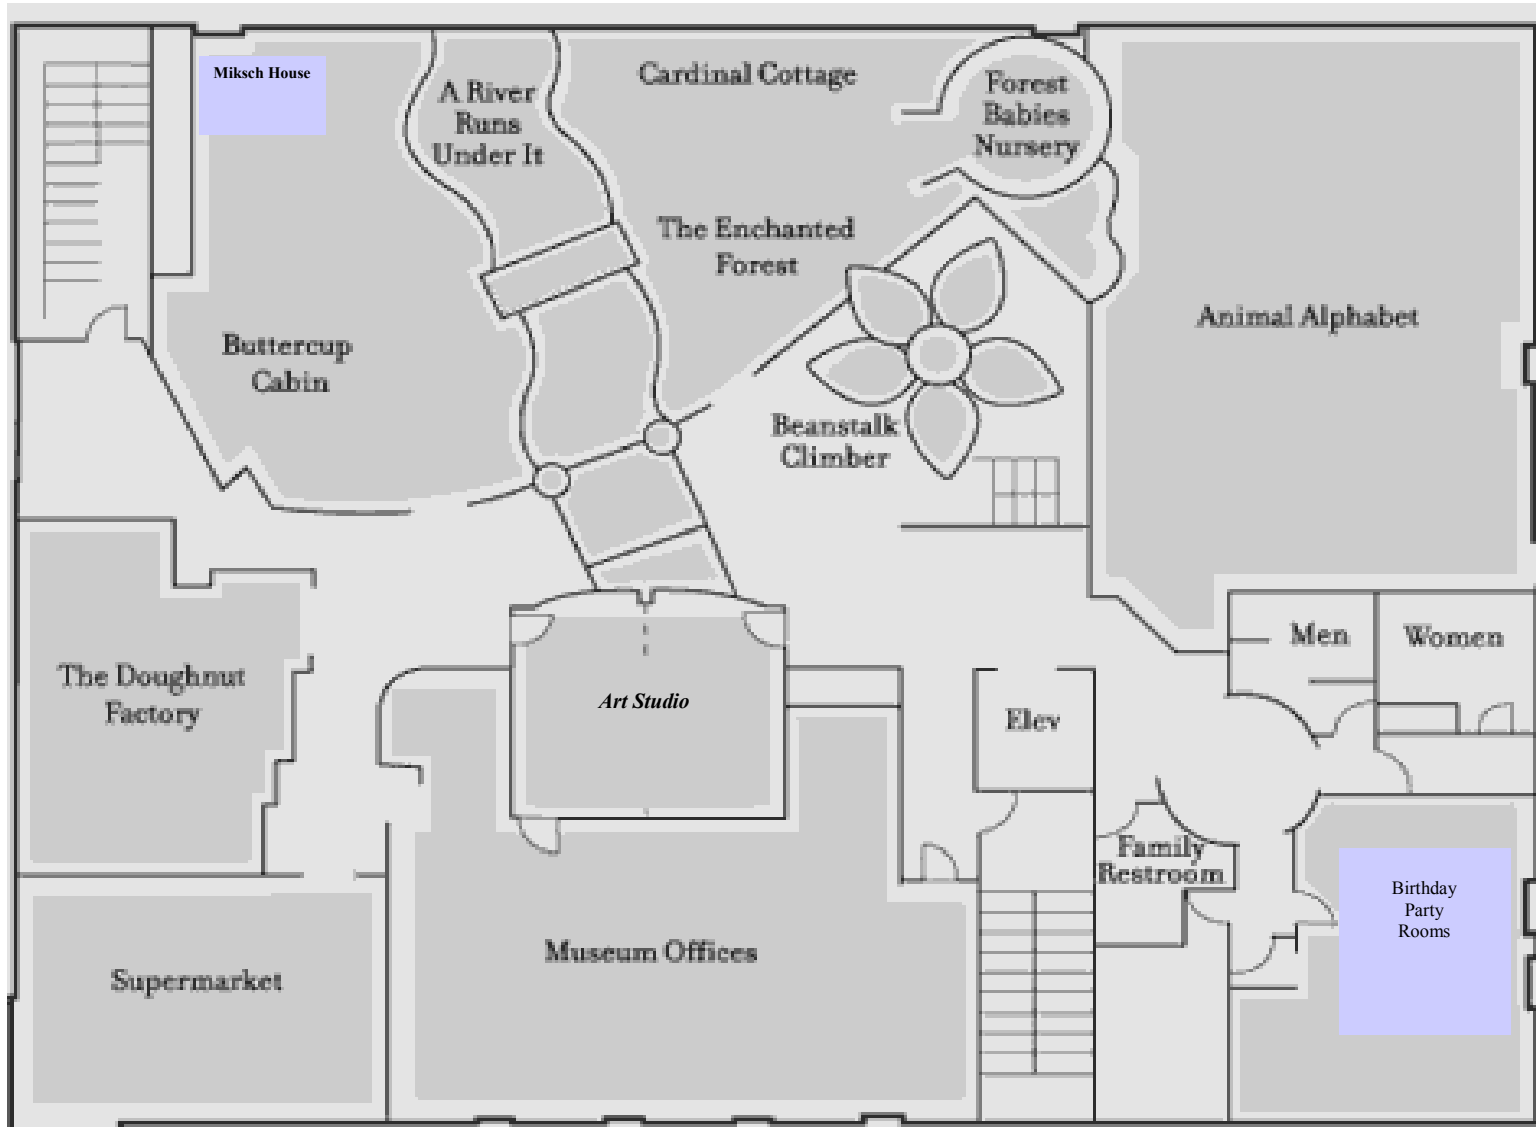 Miksch House
A River
Runs
Under It
Cardinal Cottage
Forest
Babies
Nursery
The Enchanted
Forest
Animal Alphabet
Buttercup
Cabin
Beanstalk
Climber
Men
Women
The Doughnut
Factory
Art Studio
Elev
Family
Restroom
Birthday
Party
Rooms
Museum Offices
Supermarket